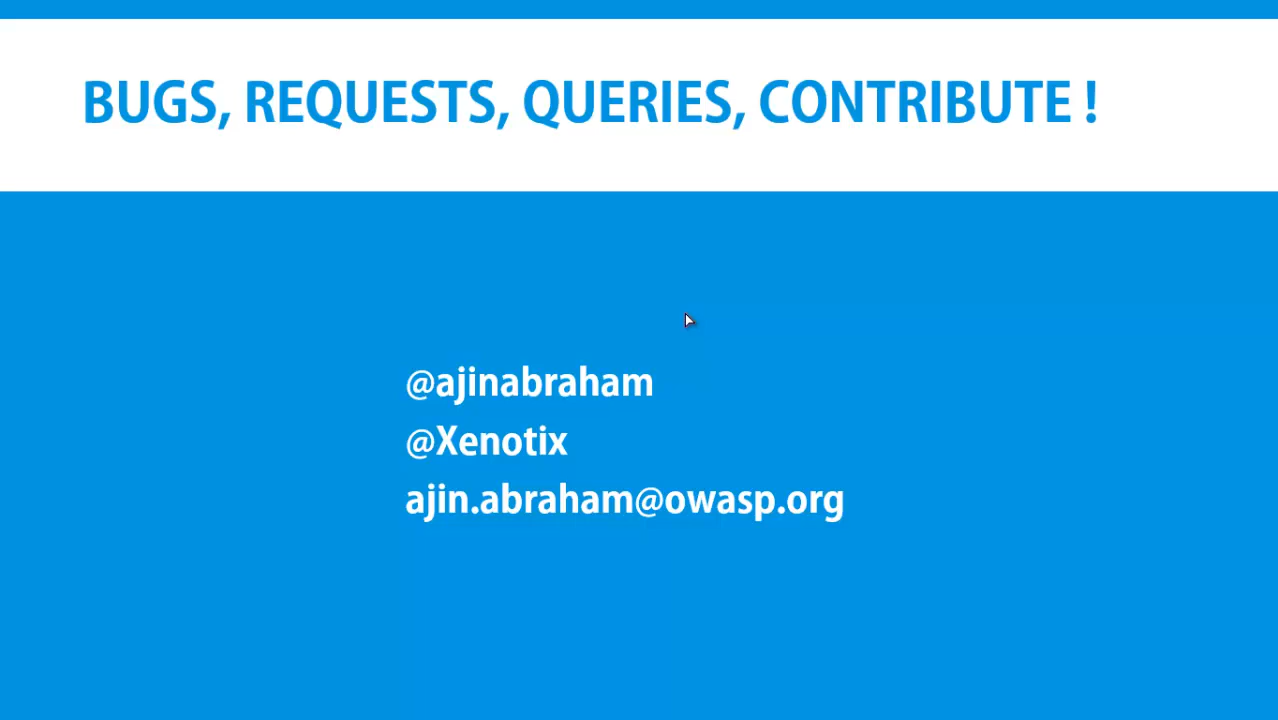 BUGS, REQUESTS, QUERIES, CONTRIBUTE !
@ajinabraham
@Xenotix
ajin.abraham@owasp.org